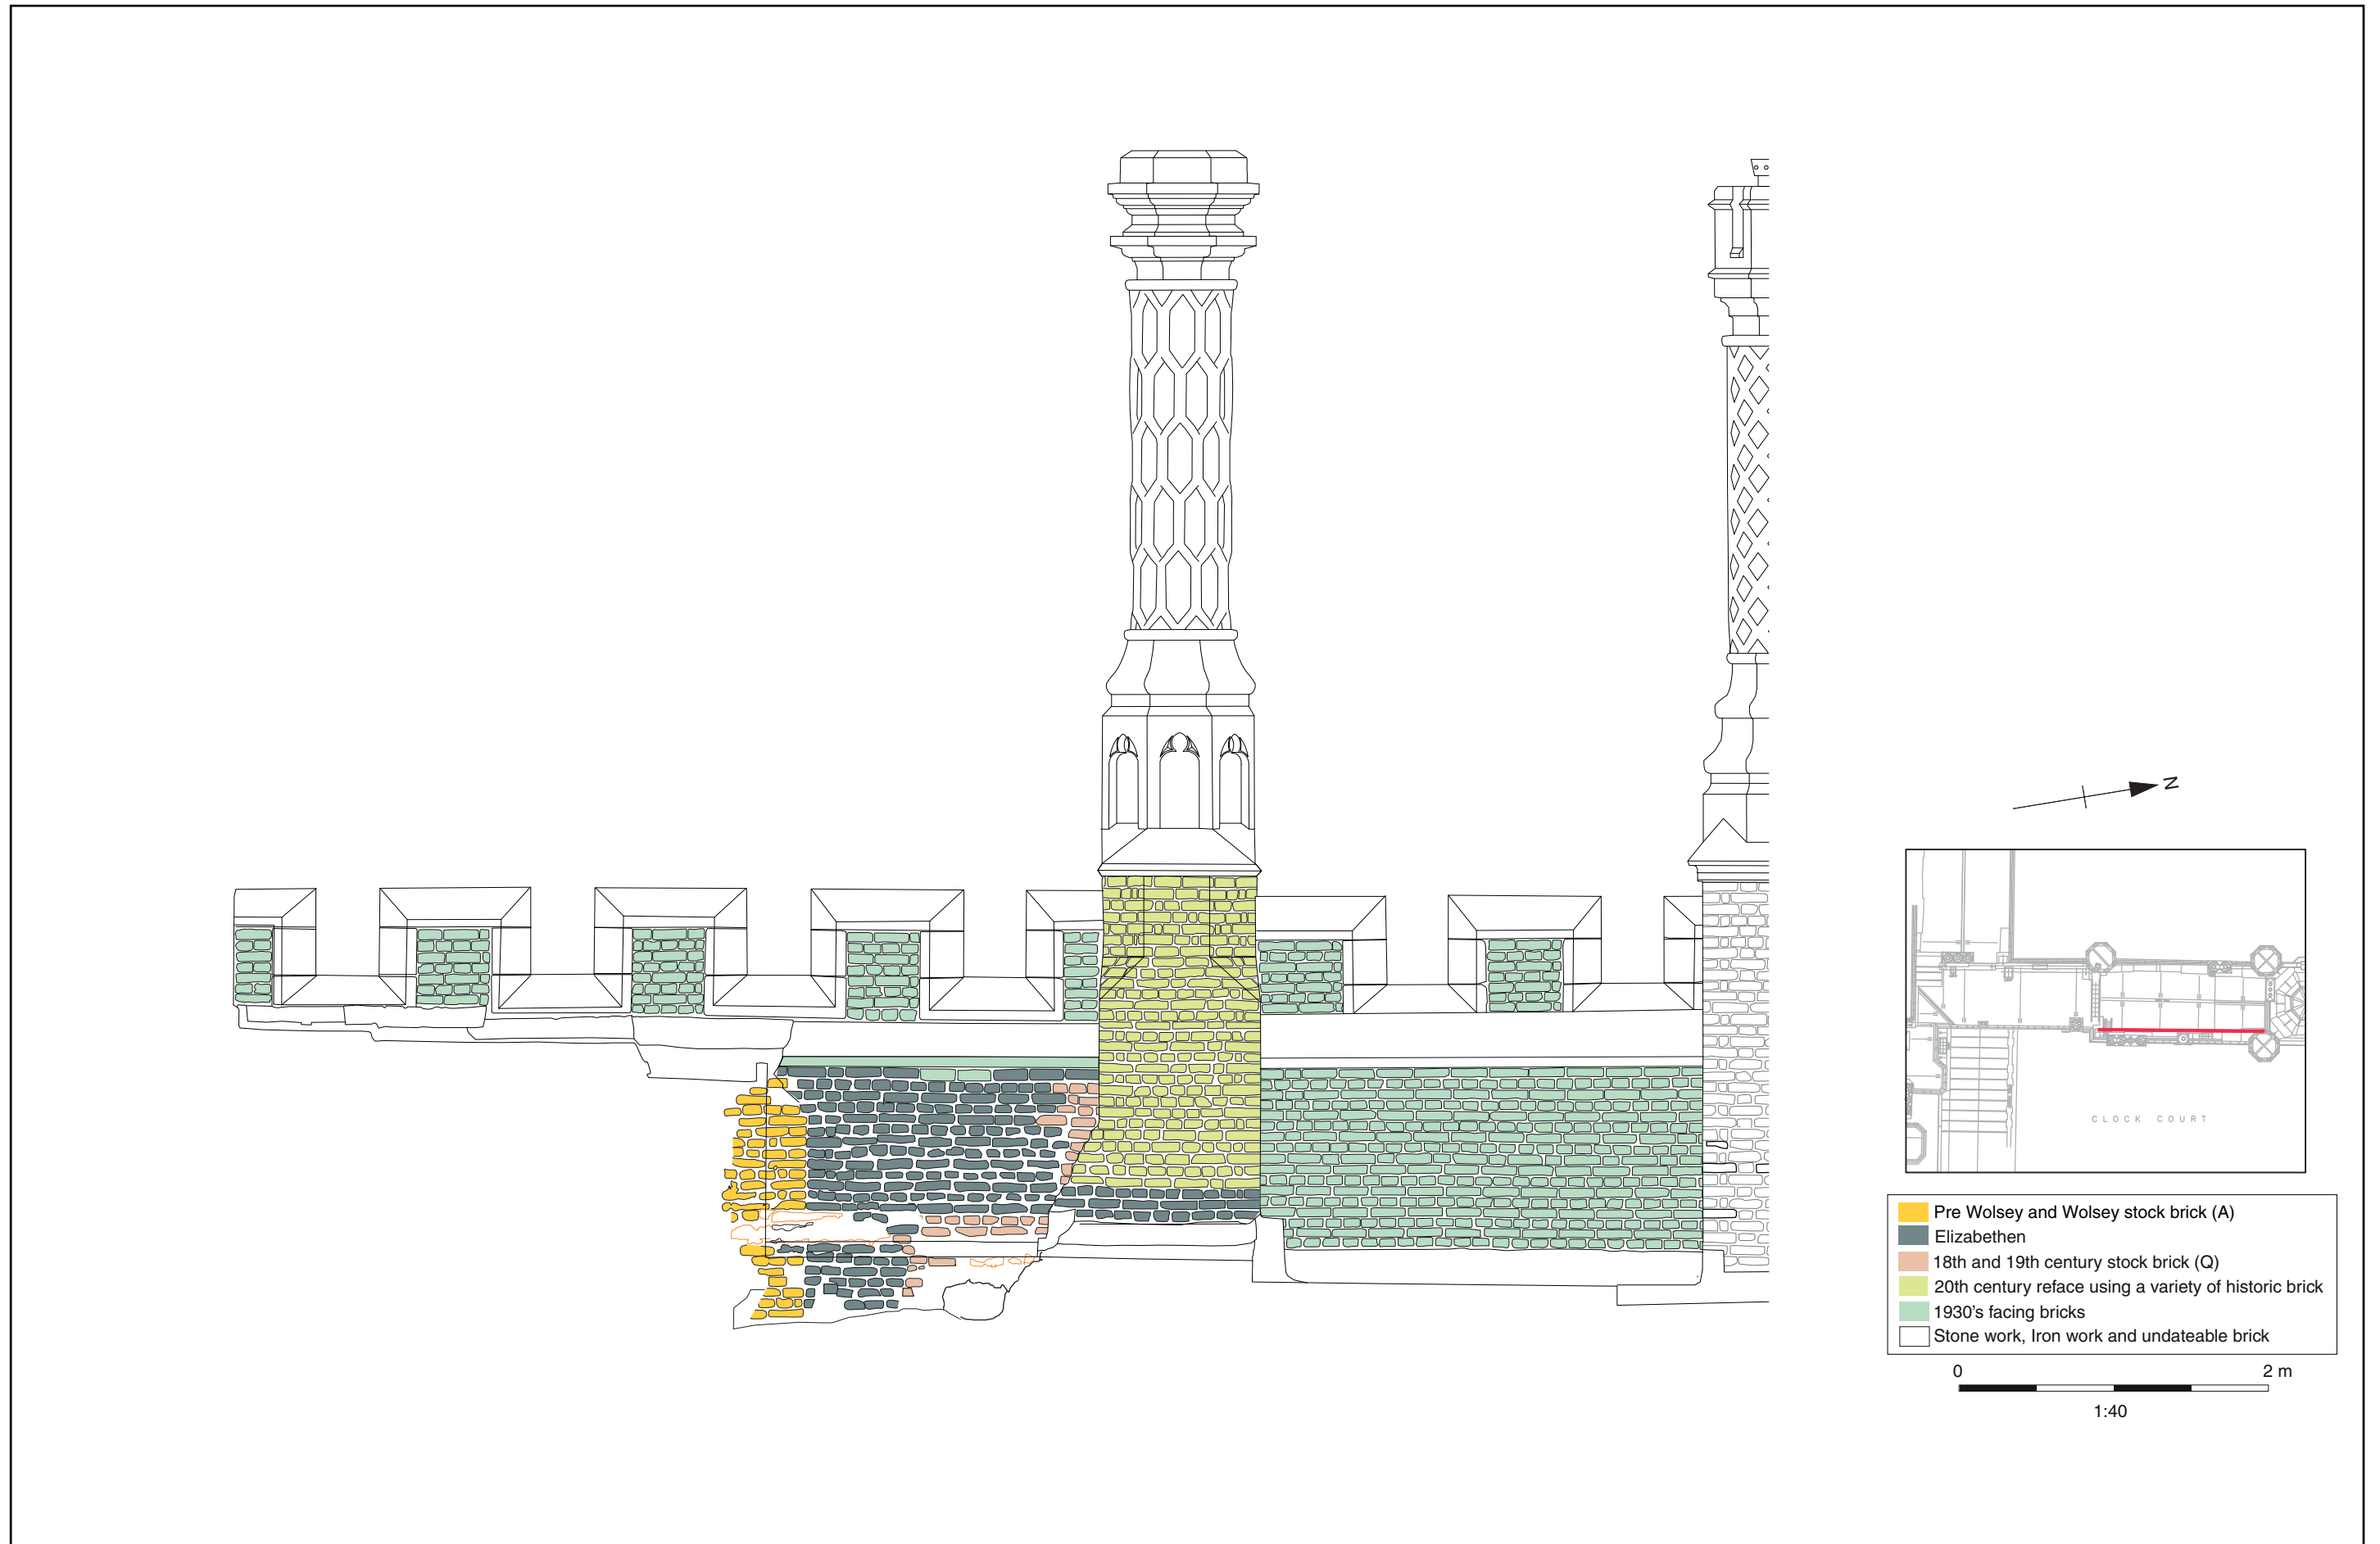 N
CLOCK COURT
Pre Wolsey and Wolsey stock brick (A)
Elizabethen
18th and 19th century stock brick (Q)
20th century reface using a variety of historic brick
1930's facing bricks
Stone work, Iron work and undateable brick
0 2 m
1:40